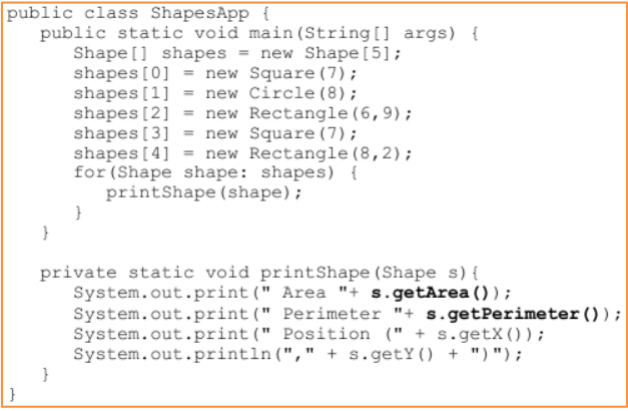 public class ShapesApp {
   public static void main(String[] args) {
      Shape[] shapes = new Shape[5];
      shapes[0] = new Square(7);
      shapes[1] = new Circle(8);
      shapes[2] = new Rectangle(6,9);
      shapes[3] = new Square(7);
      shapes[4] = new Rectangle(8,2);
      for(Shape shape: shapes) {
         printShape(shape);
      }
   }
   private static void printShape(Shape s){
      System.out.print(" Area "+ s.getArea());
      System.out.print(" Perimeter "+ s.getPerimeter());
      System.out.print(" Position (" + s.getX());
      System.out.println("," + s.getY() + ")");
   }
}